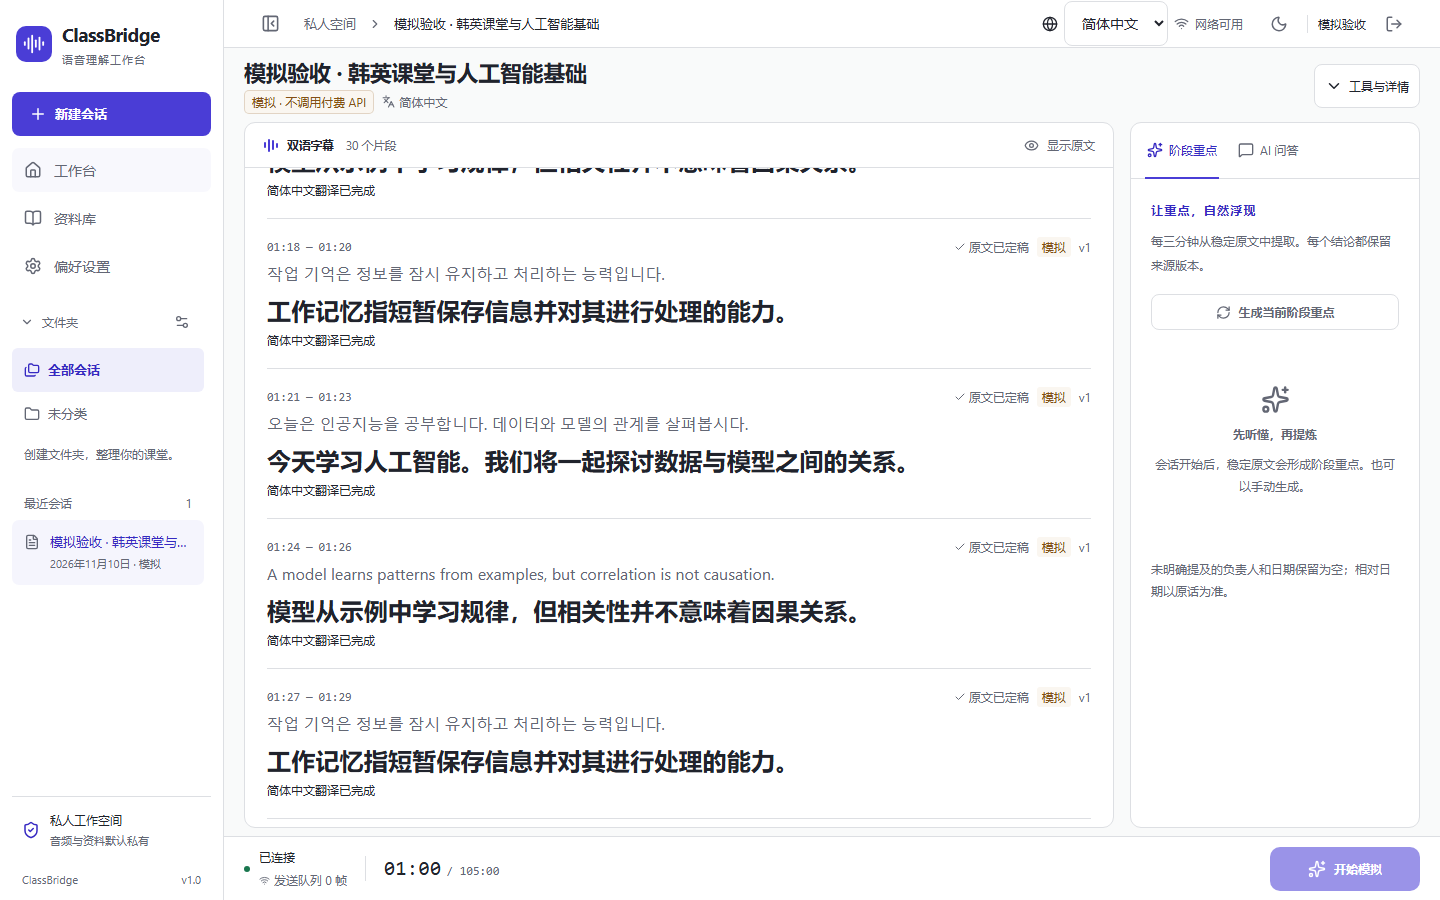 ClassBridge
语音理解工作台
新建会话
工作台
资料库
偏好设置
文件夹
全部会话
未分类
创建文件夹，整理你的课堂。
最近会话 1
模拟验收 · 韩英课堂与...
2026年11月10日 · 模拟
私人工作空间
音频与资料默认私有
ClassBridge v1.0
私人空间 > 模拟验收 · 韩英课堂与人工智能基础
简体中文
网络可用
模拟验收
模拟验收 · 韩英课堂与人工智能基础
模拟 · 不调用付费 API 简体中文
工具与详情
双语字幕 30 个片段 显示原文
模型从示例中学习规律，但相关性并不意味着因果关系。
简体中文翻译已完成
01:18 — 01:20 原文已定稿 模拟 v1
작업 기억은 정보를 잠시 유지하고 처리하는 능력입니다.
工作记忆指短暂保存信息并对其进行处理的能力。
简体中文翻译已完成
01:21 — 01:23 原文已定稿 模拟 v1
오늘은 인공지능을 공부합니다. 데이터와 모델의 관계를 살펴봅시다.
今天学习人工智能。我们将一起探讨数据与模型之间的关系。
简体中文翻译已完成
01:24 — 01:26 原文已定稿 模拟 v1
A model learns patterns from examples, but correlation is not causation.
模型从示例中学习规律，但相关性并不意味着因果关系。
简体中文翻译已完成
01:27 — 01:29 原文已定稿 模拟 v1
작업 기억은 정보를 잠시 유지하고 처리하는 능력입니다.
工作记忆指短暂保存信息并对其进行处理的能力。
简体中文翻译已完成
阶段重点 AI 问答
让重点，自然浮现
每三分钟从稳定原文中提取。每个结论都保留
来源版本。
生成当前阶段重点
先听懂，再提炼
会话开始后，稳定原文会形成阶段重点。也可
以手动生成。
未明确提及的负责人和日期保留为空；相对日
期以原话为准。
已连接
发送队列 0 帧
01:00 / 105:00
开始模拟